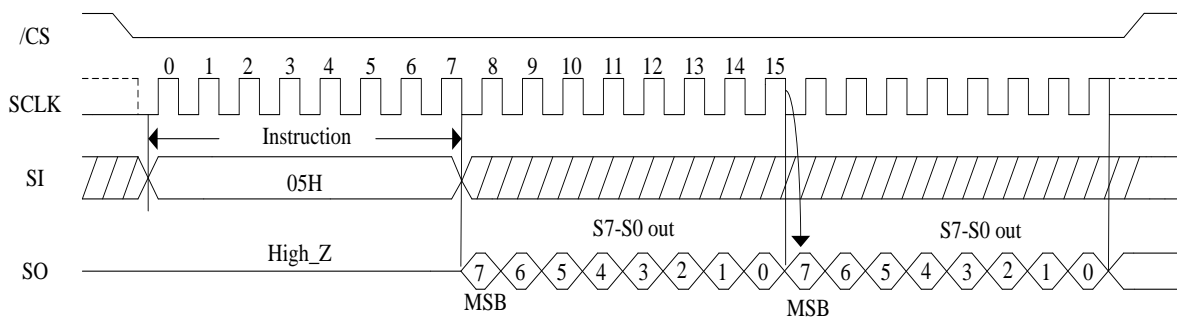 /CS
0 1 2 3 4 5 6 7 8 9 10 11 12 13 14 15
SCLK
Instruction
SI
05H
S7-S0 out S7-S0 out
High_Z
SO
7 6 5 4 3 2 1 0 7 6 5 4 3 2 1 0
MSB MSB